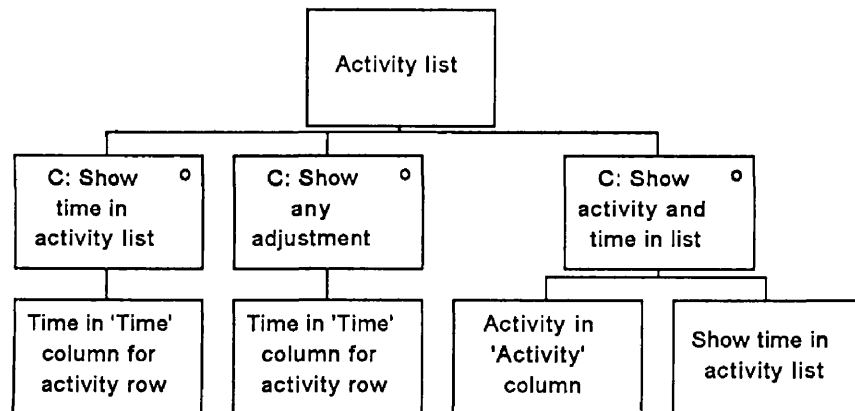 Activity list
C: Show o
time in
activity list
C: Show o
any
adjustment
C: Show o
activity and
time in list
Time in 'Time'
column for
activity row
Time in 'Time'
column for
activity row
Activity in
'Activity'
column
Show time in
activity list